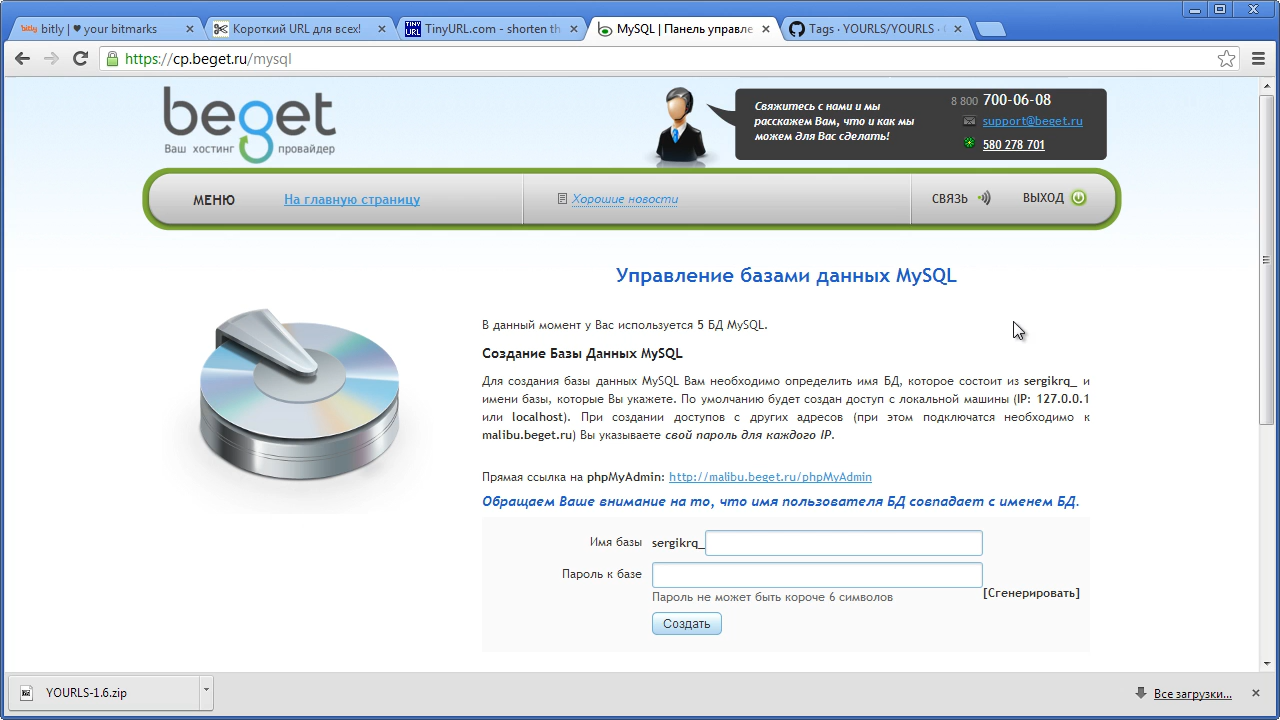 bitly | ♥ your bitmarks
Короткий URL для всех!
TinyURL.com - shorten th
MySQL | Панель управле
Tags · YOURLS/YOURLS ·
https://cp.beget.ru/mysql
beget
Ваш хостинг провайдер
Свяжитесь с нами и мы
расскажем Вам, что и как мы
можем для Вас сделать!
8 800 700-06-08
support@beget.ru
580 278 701
МЕНЮ
На главную страницу
Хорошие новости
СВЯЗЬ
ВЫХОД
Управление базами данных MySQL
В данный момент у Вас используется 5 БД MySQL.
Создание Базы Данных MySQL
Для создания базы данных MySQL Вам необходимо определить имя БД, которое состоит из sergikrq_ и
имени базы, которые Вы укажете. По умолчанию будет создан доступ с локальной машины (IP: 127.0.0.1
или localhost). При создании доступов с других адресов (при этом подключатся необходимо к
malibu.beget.ru) Вы указываете свой пароль для каждого IP.
Прямая ссылка на phpMyAdmin: http://malibu.beget.ru/phpMyAdmin
Обращаем Ваше внимание на то, что имя пользователя БД совпадает с именем БД.
Имя базы sergikrq_
Пароль к базе
Пароль не может быть короче 6 символов
[Сгенерировать]
Создать
YOURLS-1.6.zip
Все загрузки...